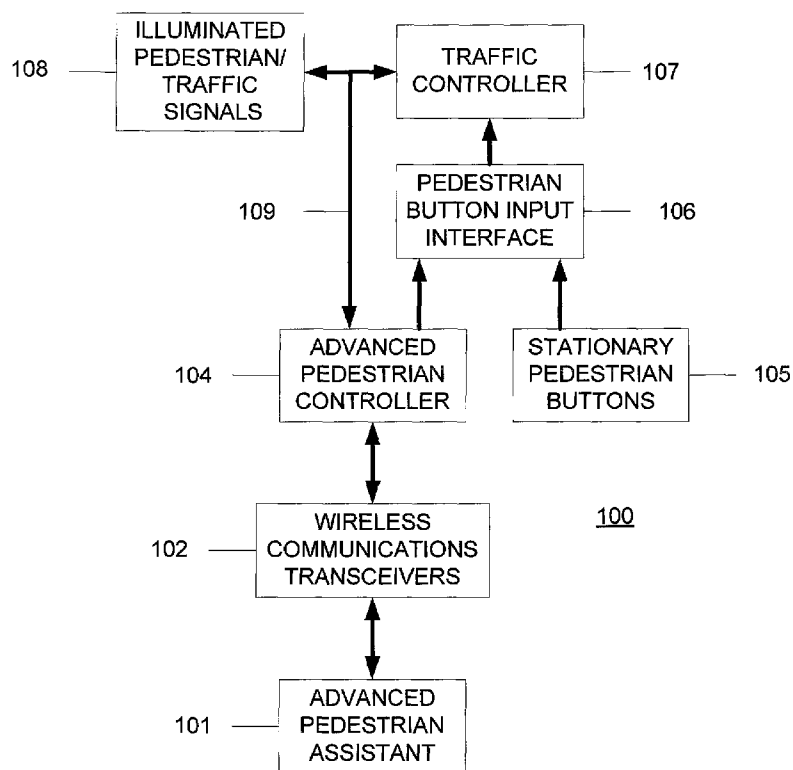 ILLUMINATED
PEDESTRIAN/
TRAFFIC
SIGNALS
108
TRAFFIC
CONTROLLER
107
PEDESTRIAN
BUTTON INPUT
INTERFACE
106
109
ADVANCED
PEDESTRIAN
CONTROLLER
104
STATIONARY
PEDESTRIAN
BUTTONS
105
WIRELESS
COMMUNICATIONS
TRANSCEIVERS
102
100
ADVANCED
PEDESTRIAN
ASSISTANT
101